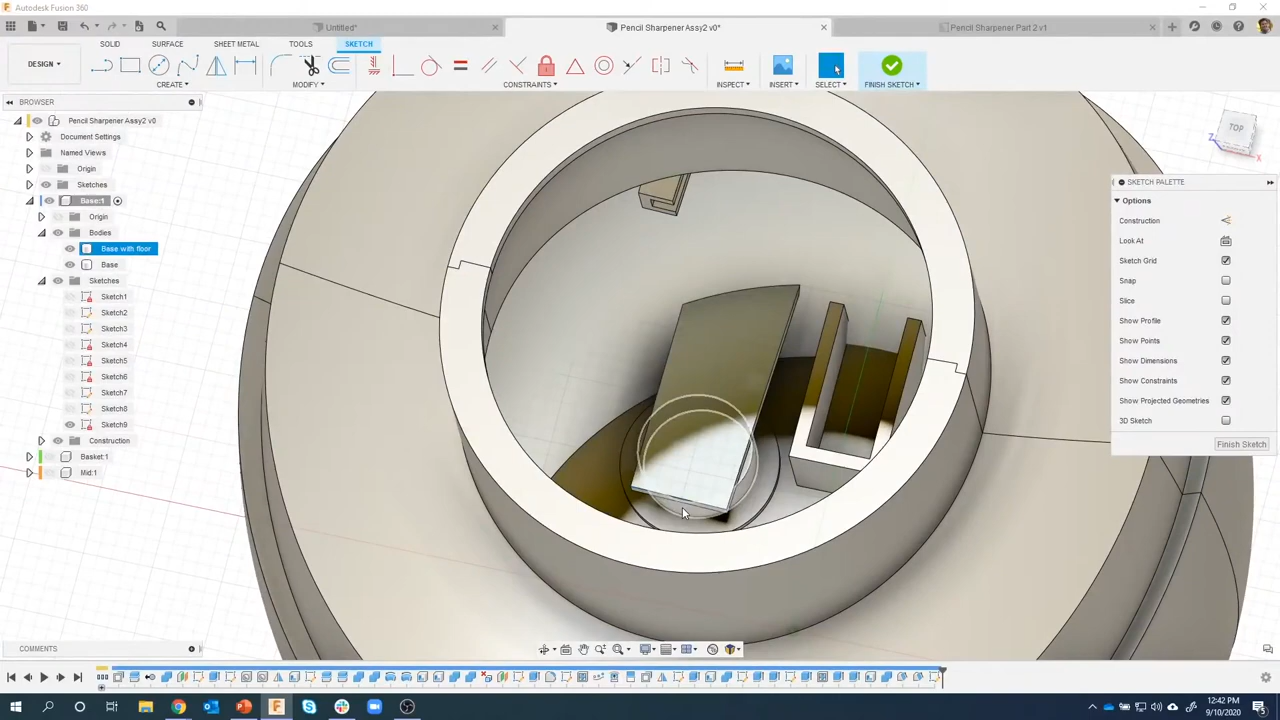 Autodesk Fusion 360
Untitled*
Pencil Sharpener Assy2 v0*
Pencil Sharpener Part 2 v1
DESIGN
SOLID
SURFACE
SHEET METAL
TOOLS
SKETCH
CREATE
MODIFY
CONSTRAINTS
INSPECT
INSERT
SELECT
FINISH SKETCH
BROWSER
Pencil Sharpener Assy2 v0
Document Settings
Named Views
Origin
Sketches
Base:1
Origin
Bodies
Base with floor
Base
Sketches
Sketch1
Sketch2
Sketch3
Sketch4
Sketch5
Sketch6
Sketch7
Sketch8
Sketch9
Construction
Basket:1
Mid:1
TOP
Z
X
SKETCH PALETTE
Options
Construction
Look At
Sketch Grid
Snap
Slice
Show Profile
Show Points
Show Dimensions
Show Constraints
Show Projected Geometries
3D Sketch
Finish Sketch
COMMENTS
12:42 PM
9/10/2020
5